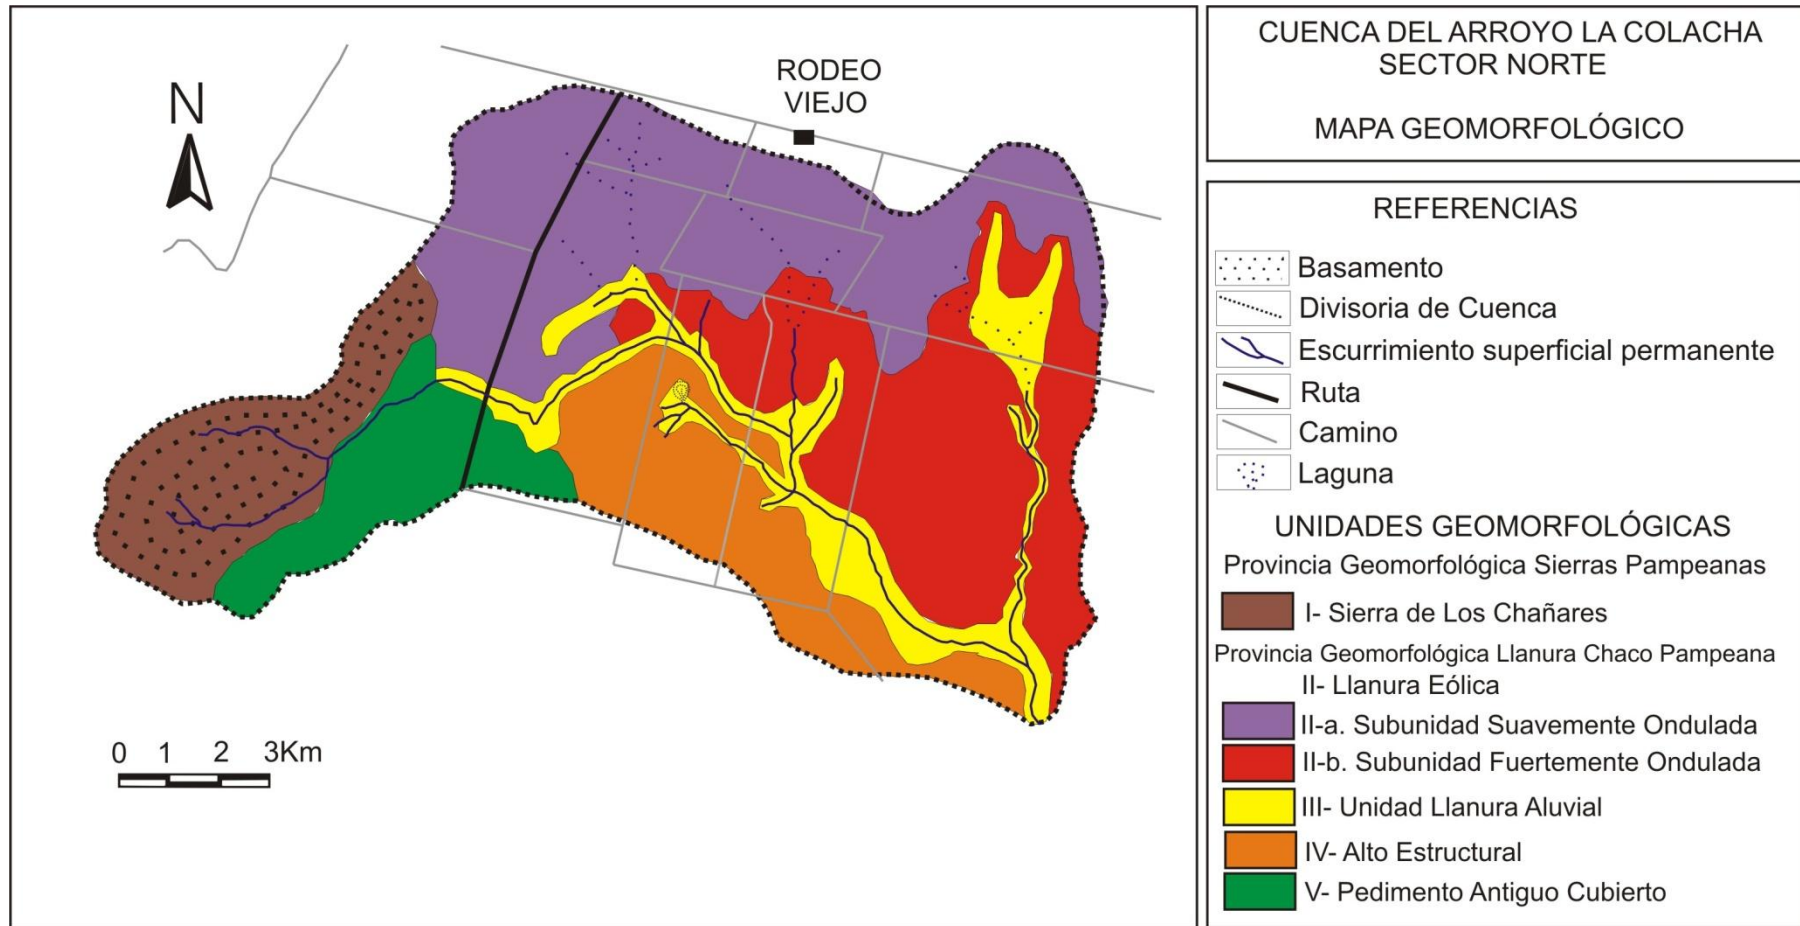 N
RODEO
VIEJO
0 1 2 3Km
CUENCA DEL ARROYO LA COLACHA
SECTOR NORTE
MAPA GEOMORFOLÓGICO
REFERENCIAS
Basamento
Divisoria de Cuenca
Escurrimiento superficial permanente
Ruta
Camino
Laguna
UNIDADES GEOMORFOLÓGICAS
Provincia Geomorfológica Sierras Pampeanas
I- Sierra de Los Chañares
Provincia Geomorfológica Llanura Chaco Pampeana
II- Llanura Eólica
II-a. Subunidad Suavemente Ondulada
II-b. Subunidad Fuertemente Ondulada
III- Unidad Llanura Aluvial
IV- Alto Estructural
V- Pedimento Antiguo Cubierto